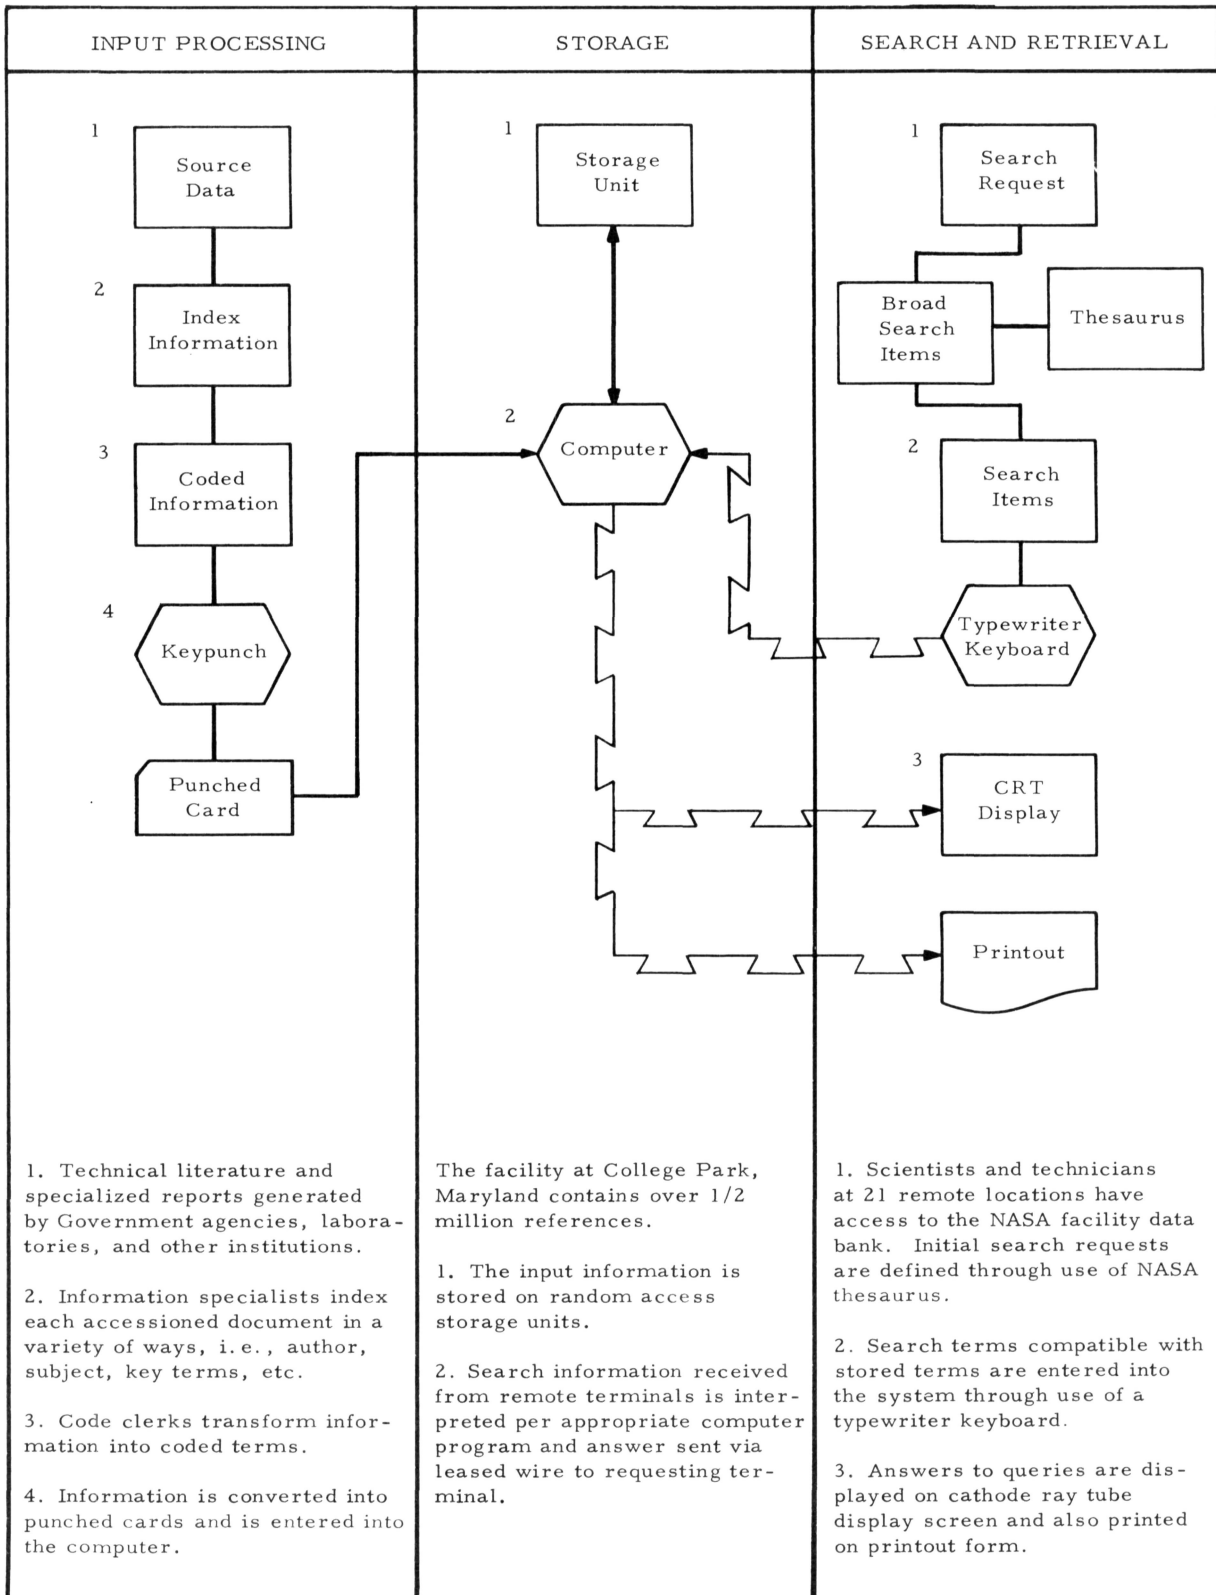 INPUT PROCESSING
STORAGE
SEARCH AND RETRIEVAL
1
Source
Data
2
Index
Information
3
Coded
Information
4
Keypunch
Punched
Card
1
Storage
Unit
2
Computer
1
Search
Request
Broad
Search
Items
Thesaurus
2
Search
Items
Typewriter
Keyboard
3
CRT
Display
Printout
1. Technical literature and
specialized reports generated
by Government agencies, labora-
tories, and other institutions.
2. Information specialists index
each accessioned document in a
variety of ways, i.e., author,
subject, key terms, etc.
3. Code clerks transform infor-
mation into coded terms.
4. Information is converted into
punched cards and is entered into
the computer.
The facility at College Park,
Maryland contains over 1/2
million references.
1. The input information is
stored on random access
storage units.
2. Search information received
from remote terminals is inter-
preted per appropriate computer
program and answer sent via
leased wire to requesting ter-
minal.
1. Scientists and technicians
at 21 remote locations have
access to the NASA facility data
bank. Initial search requests
are defined through use of NASA
thesaurus.
2. Search terms compatible with
stored terms are entered into
the system through use of a
typewriter keyboard.
3. Answers to queries are dis-
played on cathode ray tube
display screen and also printed
on printout form.